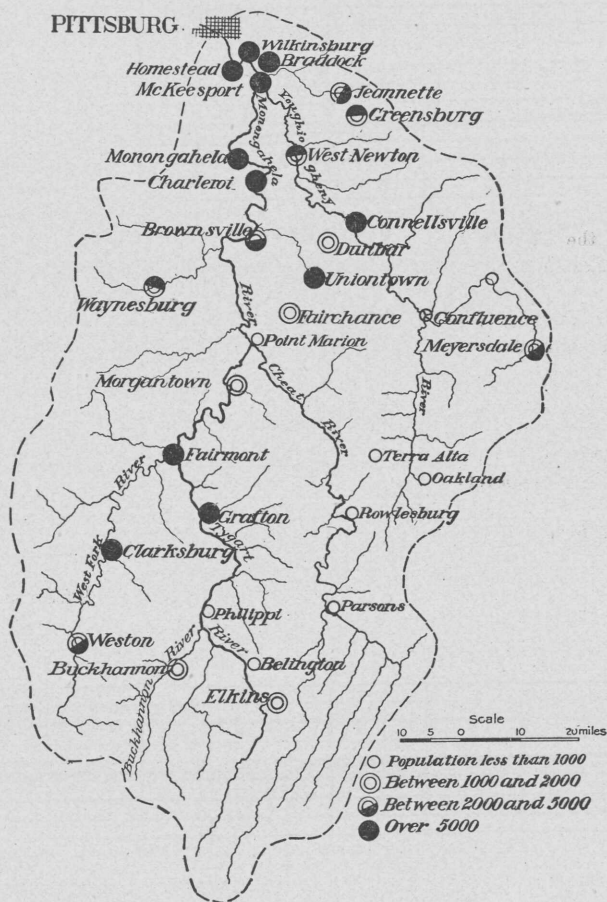 PITTSBURG
Wilkinsburg
Braddock
Homestead
McKeesport
Jeannette
Greensburg
Monongahela
Youghiogheny
Monongahela
West Newton
Charleroi
Connellsville
Brownsville
Dunbar
Uniontown
Waynesburg
River
Fairchance
Confluence
Point Marion
Meyersdale
Morgantown
Cheat
River
River
Fairmont
Terra Alta
River
Oakland
Grafton
Rowlesburg
Tygart
Clarksburg
West Fork
Philippi
Parsons
Weston
River
River
Buckhannon
Belington
Elkins
Buckhannon
Scale
10 5 0 10 20 miles
Population less than 1000
Between 1000 and 2000
Between 2000 and 5000
Over 5000